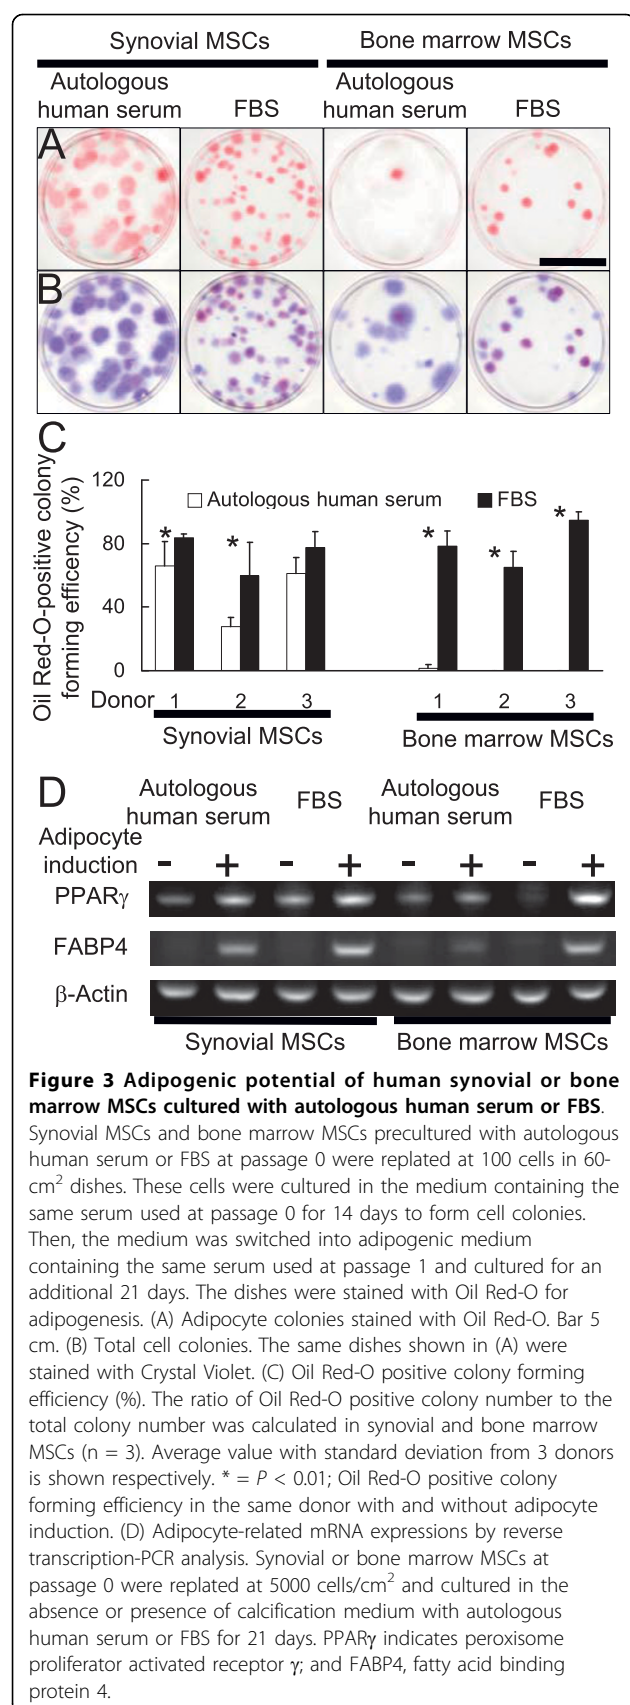 Synovial MSCs
Bone marrow MSCs
Autologous human serum
FBS
Autologous human serum
FBS
A
B
C
Oil Red-O-positive colony
forming efficency (%)
120
80
40
0
Autologous human serum
FBS
*
*
*
*
*
Donor 1 2 3
1 2 3
Synovial MSCs
Bone marrow MSCs
D
Autologous human serum
FBS
Autologous human serum
FBS
Adipocyte
induction
- + - + - + - +
PPARγ
FABP4
β-Actin
Synovial MSCs
Bone marrow MSCs
Figure 3 Adipogenic potential of human synovial or bone
marrow MSCs cultured with autologous human serum or FBS.
Synovial MSCs and bone marrow MSCs precultured with autologous
human serum or FBS at passage 0 were replated at 100 cells in 60-
cm² dishes. These cells were cultured in the medium containing the
same serum used at passage 0 for 14 days to form cell colonies.
Then, the medium was switched into adipogenic medium
containing the same serum used at passage 1 and cultured for an
additional 21 days. The dishes were stained with Oil Red-O for
adipogenesis. (A) Adipocyte colonies stained with Oil Red-O. Bar 5
cm. (B) Total cell colonies. The same dishes shown in (A) were
stained with Crystal Violet. (C) Oil Red-O positive colony forming
efficiency (%). The ratio of Oil Red-O positive colony number to the
total colony number was calculated in synovial and bone marrow
MSCs (n = 3). Average value with standard deviation from 3 donors
is shown respectively. * = P < 0.01; Oil Red-O positive colony
forming efficiency in the same donor with and without adipocyte
induction. (D) Adipocyte-related mRNA expressions by reverse
transcription-PCR analysis. Synovial or bone marrow MSCs at
passage 0 were replated at 5000 cells/cm² and cultured in the
absence or presence of calcification medium with autologous
human serum or FBS for 21 days. PPARγ indicates peroxisome
proliferator activated receptor γ; and FABP4, fatty acid binding
protein 4.